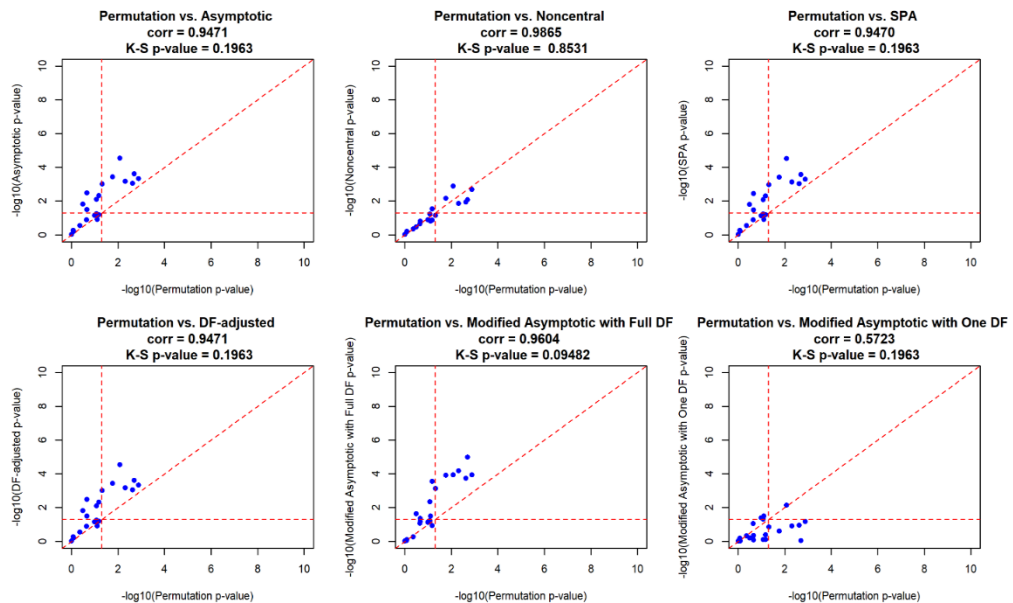 Permutation vs. Asymptotic
corr = 0.9471
K-S p-value = 0.1963
-log10(Asymptotic p-value)
10
8
6
4
2
0
0 2 4 6 8 10
-log10(Permutation p-value)
Permutation vs. Noncentral
corr = 0.9865
K-S p-value = 0.8531
-log10(Noncentral p-value)
10
8
6
4
2
0
0 2 4 6 8 10
-log10(Permutation p-value)
Permutation vs. SPA
corr = 0.9470
K-S p-value = 0.1963
-log10(SPA p-value)
10
8
6
4
2
0
0 2 4 6 8 10
-log10(Permutation p-value)
Permutation vs. DF-adjusted
corr = 0.9471
K-S p-value = 0.1963
-log10(DF-adjusted p-value)
10
8
6
4
2
0
0 2 4 6 8 10
-log10(Permutation p-value)
Permutation vs. Modified Asymptotic with Full DF
corr = 0.9604
K-S p-value = 0.09482
-log10(Modified Asymptotic with Full DF p-value)
10
8
6
4
2
0
0 2 4 6 8 10
-log10(Permutation p-value)
Permutation vs. Modified Asymptotic with One DF
corr = 0.5723
K-S p-value = 0.1963
-log10(Modified Asymptotic with One DF p-value)
10
8
6
4
2
0
0 2 4 6 8 10
-log10(Permutation p-value)